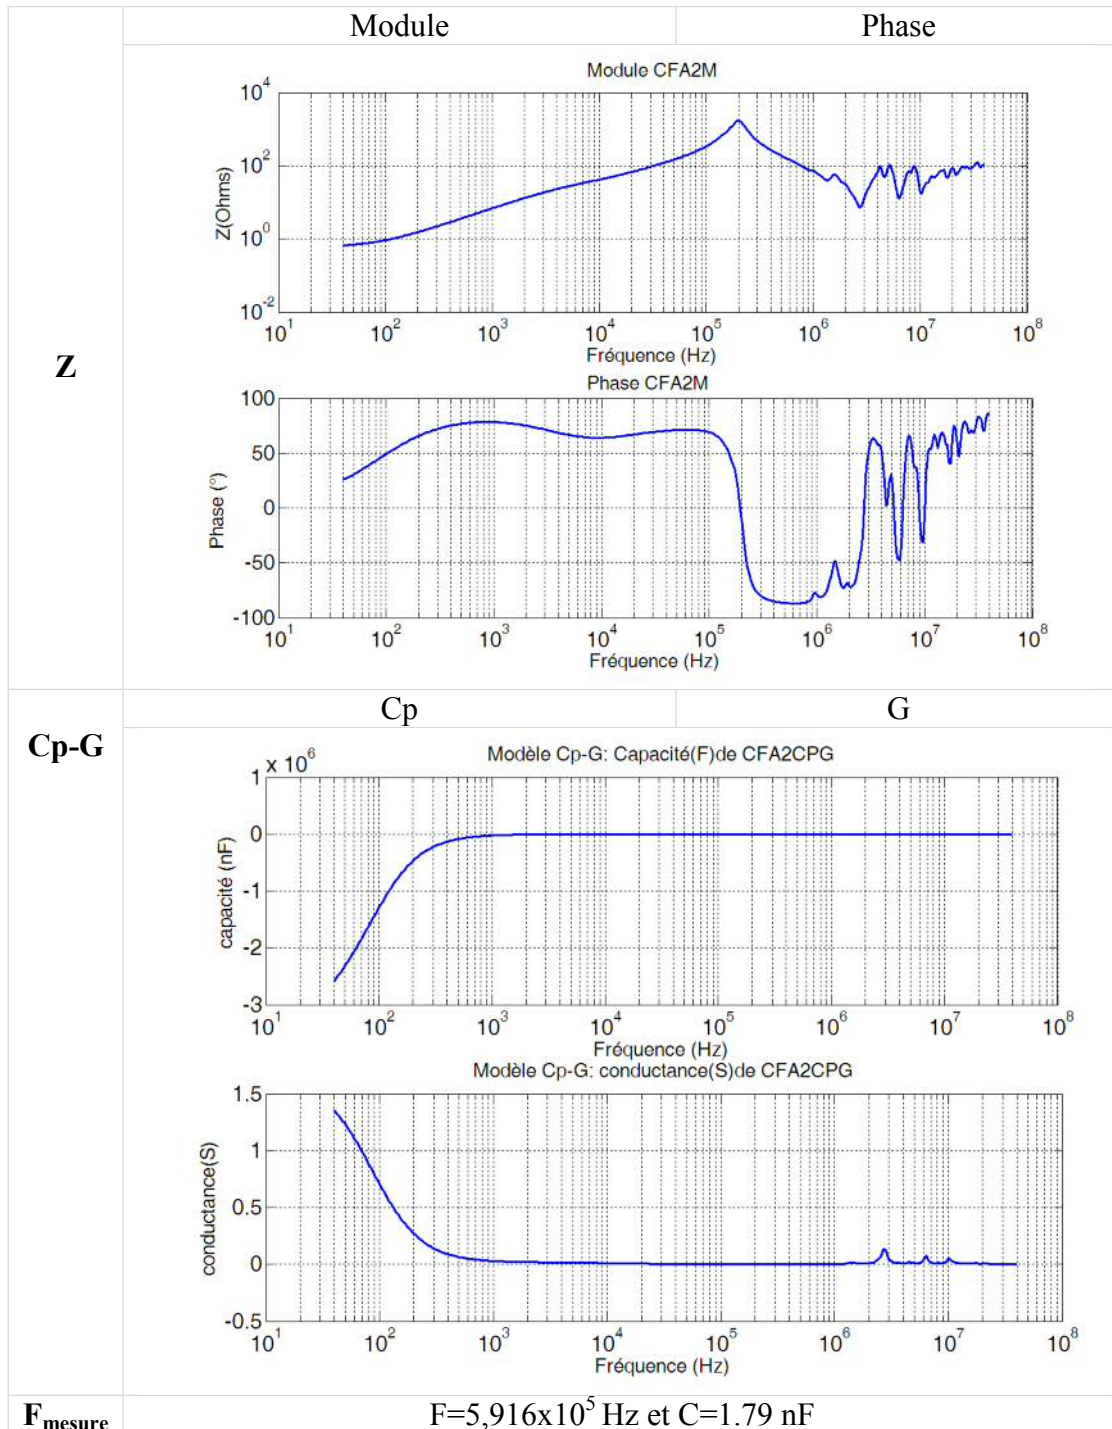 Module Phase
Z
Module CFA2M
Z(Ohms)
10^4
10^2
10^0
10^-2
10^1 10^2 10^3 10^4 10^5 10^6 10^7 10^8
Fréquence (Hz)
Phase CFA2M
Phase (°)
100
50
0
-50
-100
10^1 10^2 10^3 10^4 10^5 10^6 10^7 10^8
Fréquence (Hz)
Cp G
Cp-G
Modèle Cp-G: Capacité(F)de CFA2CPG
x 10^6
capacité (nF)
1
0
-1
-2
-3
10^1 10^2 10^3 10^4 10^5 10^6 10^7 10^8
Fréquence (Hz)
Modèle Cp-G: conductance(S)de CFA2CPG
conductance(S)
1.5
1
0.5
0
-0.5
10^1 10^2 10^3 10^4 10^5 10^6 10^7 10^8
Fréquence (Hz)
F_mesure F=5,916x10^5 Hz et C=1.79 nF